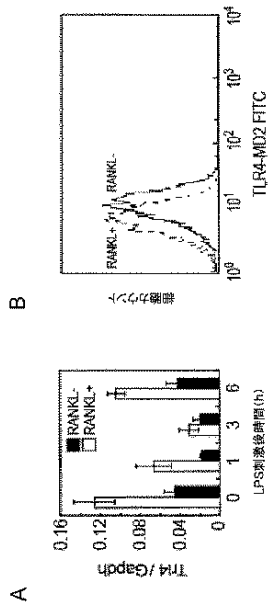 A
Trl4/Gapdh
0.16
0.12
0.08
0.04
0
RANKL-
RANKL+
0 1 3 6
LPS刺激後時間(h)
B
細胞カウント
RANKL+
RANKL-
10⁰ 10¹ 10² 10³ 10⁴
TLR4-MD2 FITC